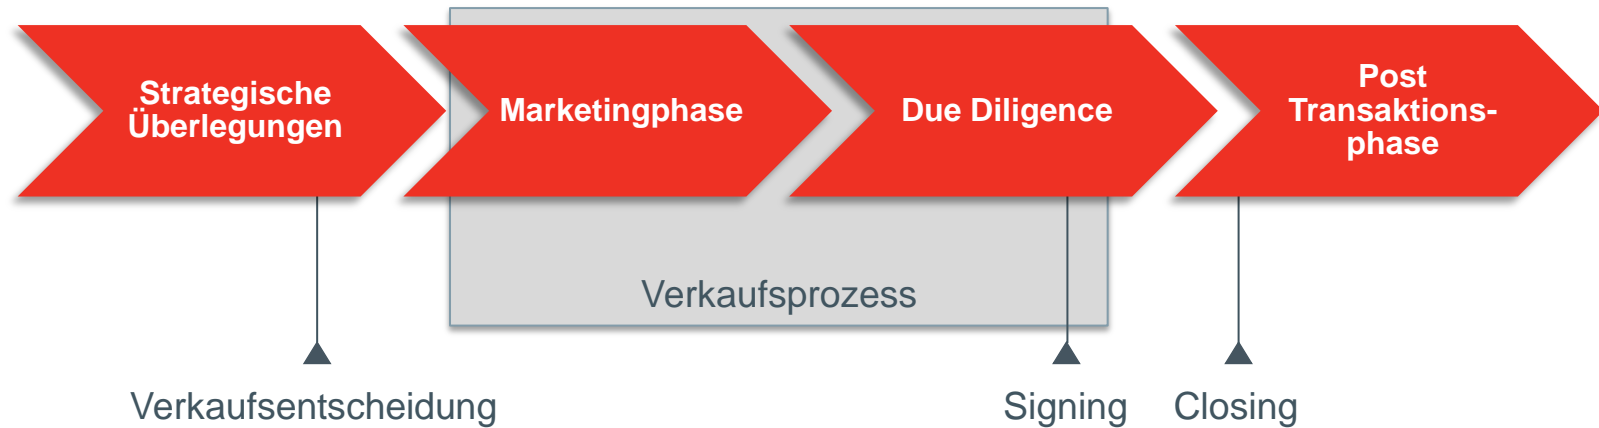 Strategische
Überlegungen
Marketingphase
Due Diligence
Post
Transaktions-
phase
Verkaufsprozess
Verkaufsentscheidung
Signing
Closing